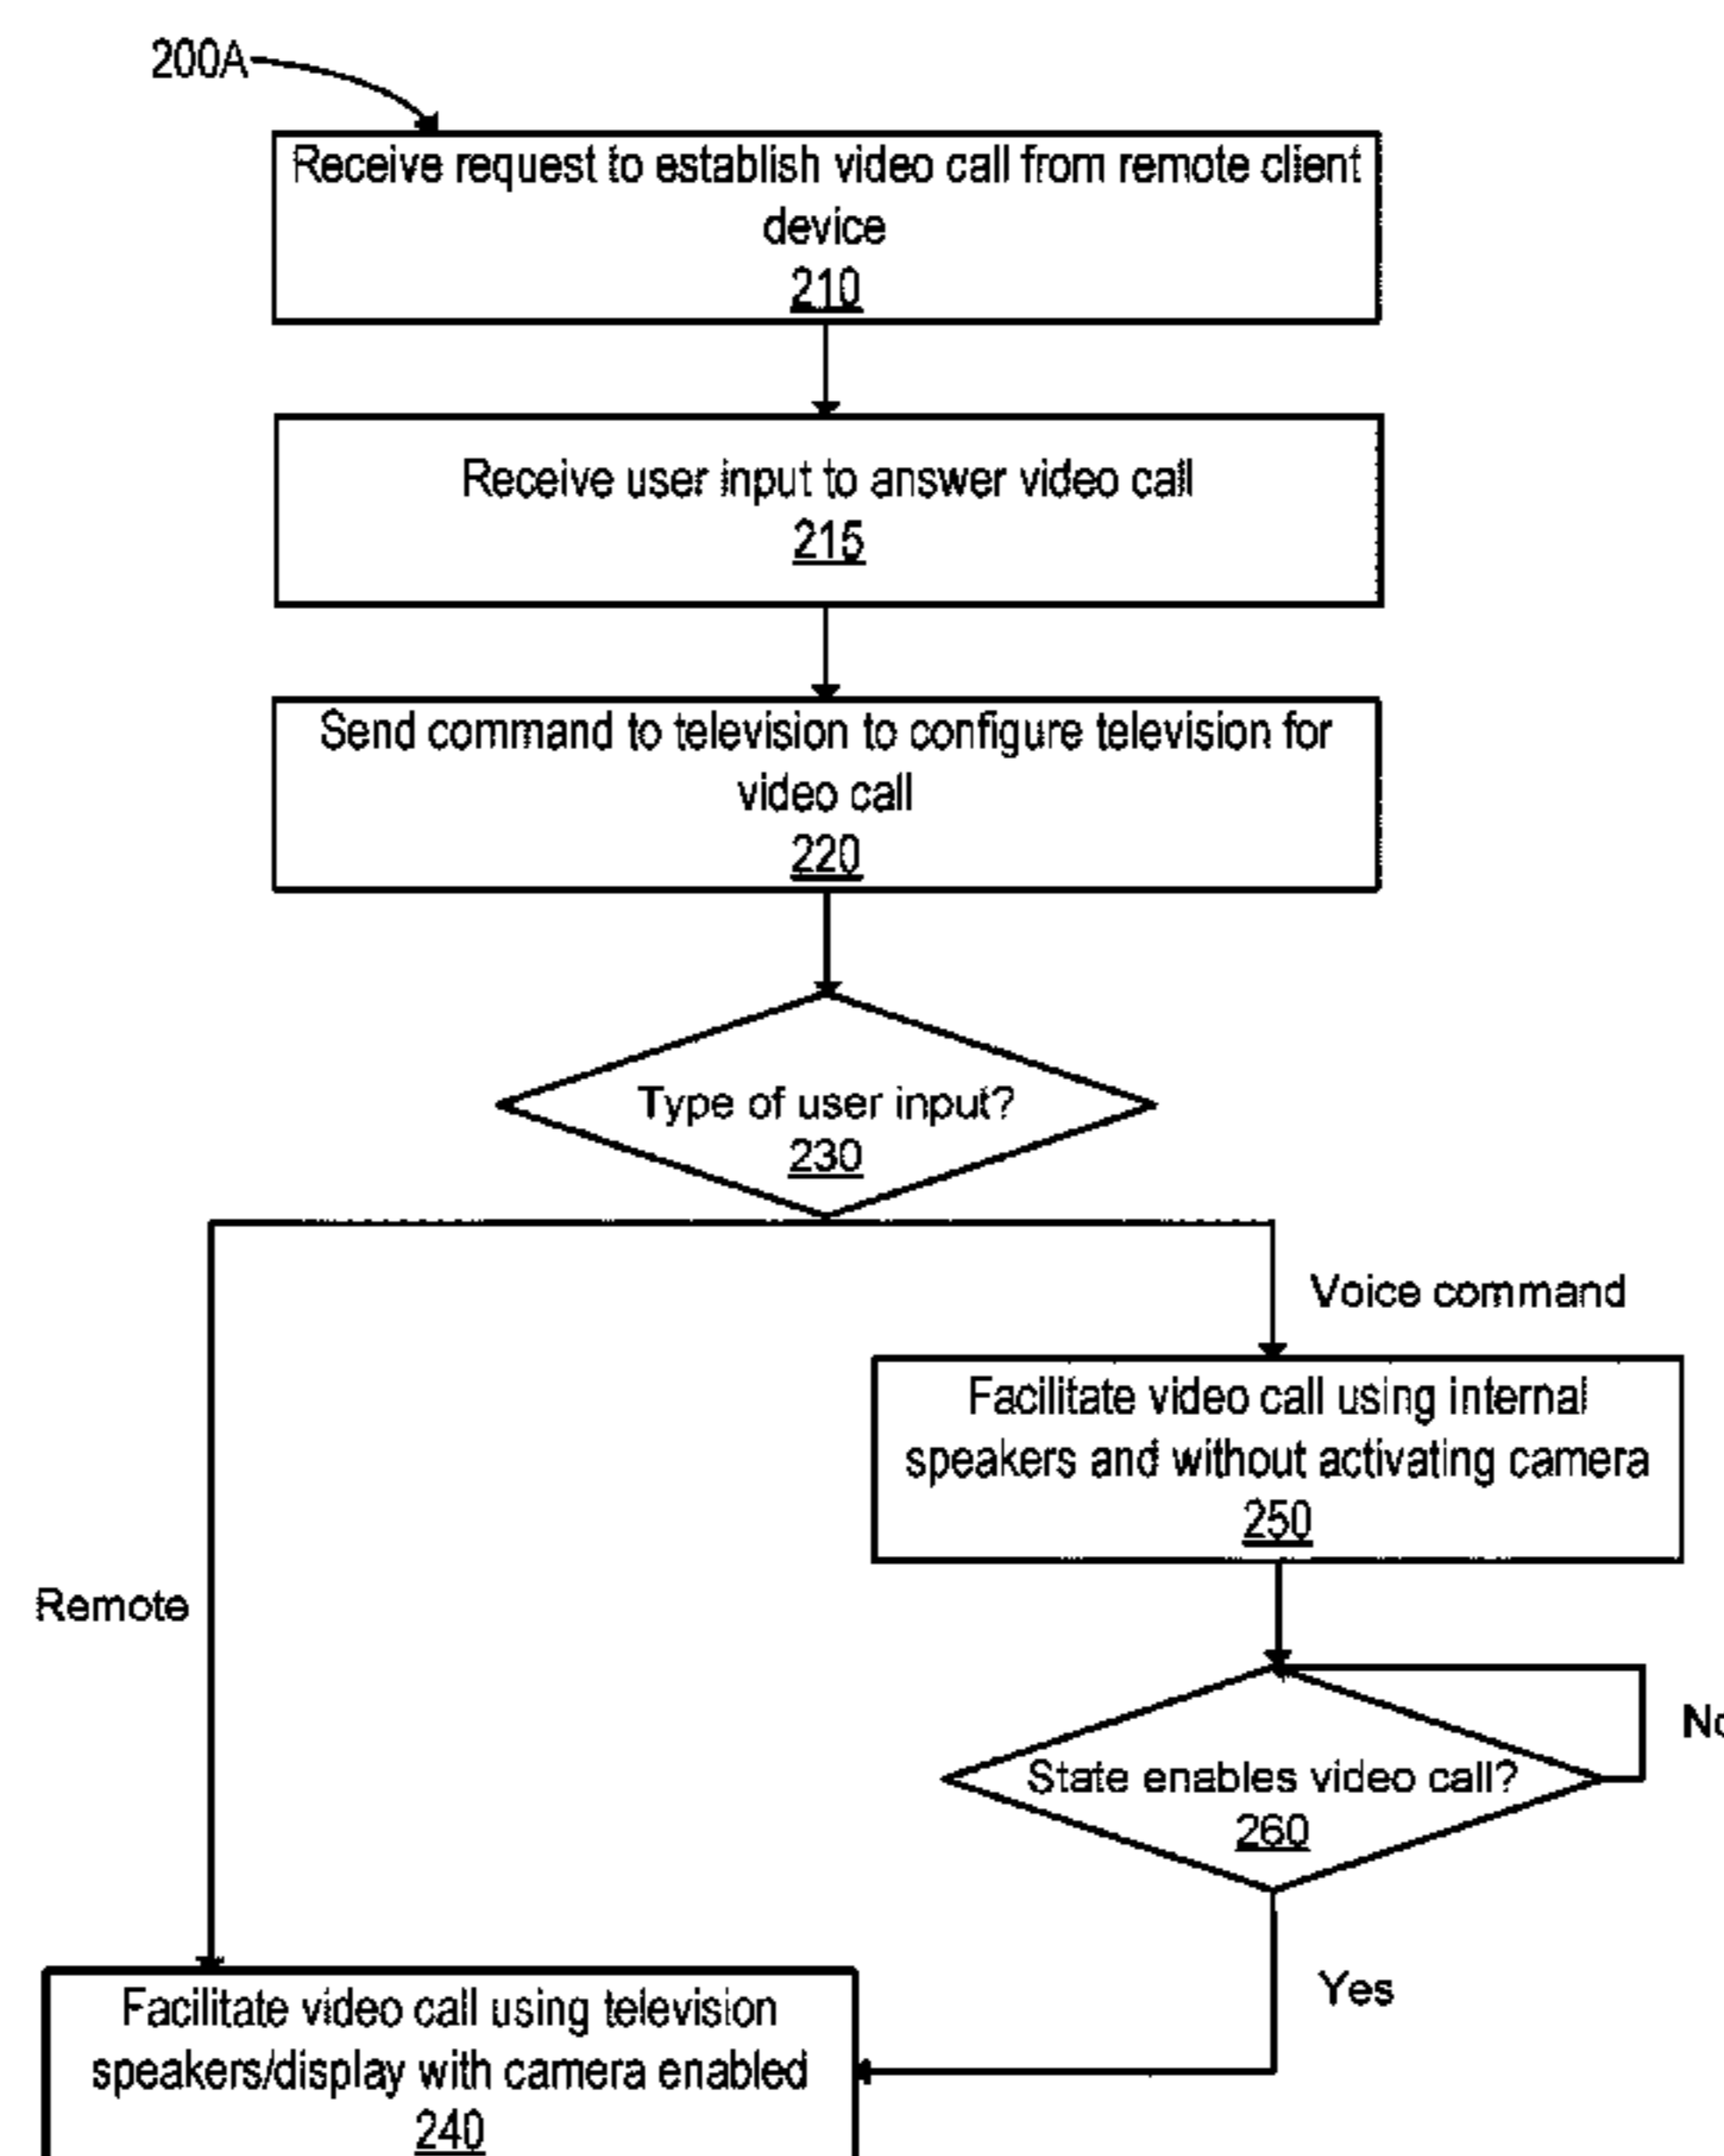 200A
Receive request to establish video call from remote client
device
210
Receive user input to answer video call
215
Send command to television to configure television for
video call
220
Type of user input?
230
Voice command
Facilitate video call using internal
speakers and without activating camera
250
Remote
No
State enables video call?
260
Yes
Facilitate video call using television
speakers/display with camera enabled
240